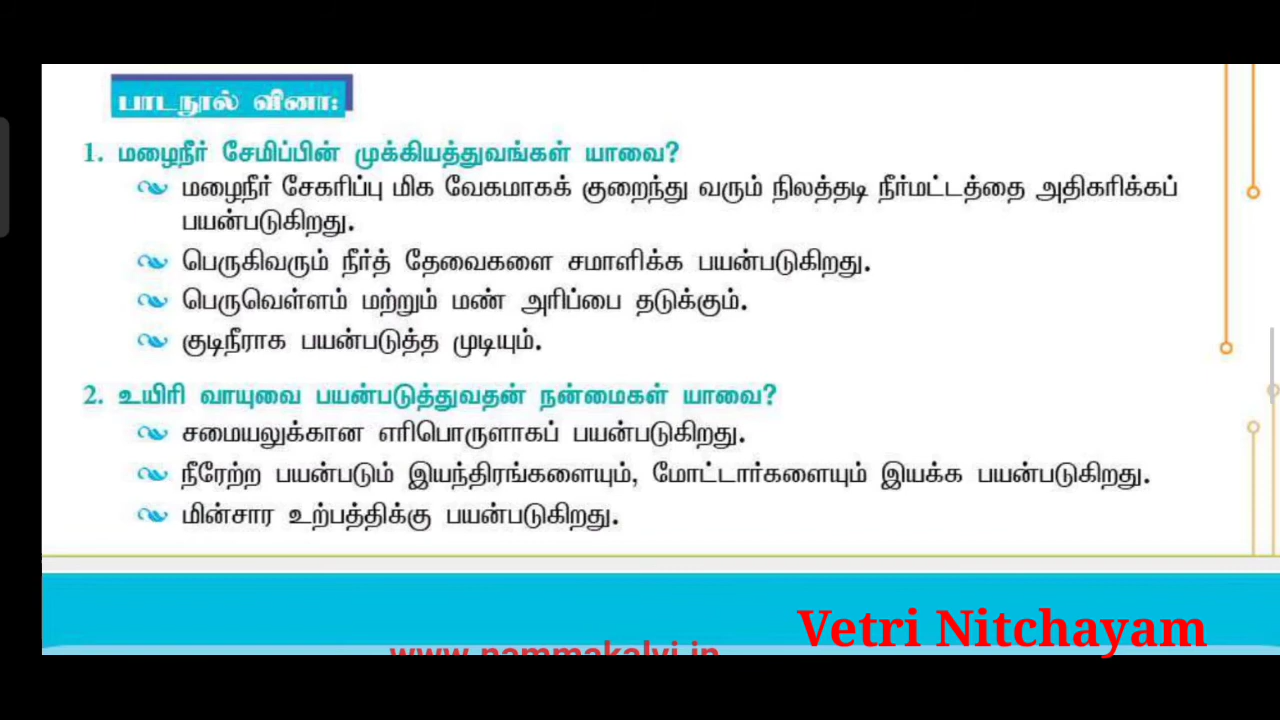 பாடநூல் வினா:
1. மழைநீர் சேமிப்பின் முக்கியத்துவங்கள் யாவை?
மழைநீர் சேகரிப்பு மிக வேகமாகக் குறைந்து வரும் நிலத்தடி நீர்மட்டத்தை அதிகரிக்கப்
பயன்படுகிறது.
பெருகிவரும் நீர்த் தேவைகளை சமாளிக்க பயன்படுகிறது.
பெருவெள்ளம் மற்றும் மண் அரிப்பை தடுக்கும்.
குடிநீராக பயன்படுத்த முடியும்.
2. உயிரி வாயுவை பயன்படுத்துவதன் நன்மைகள் யாவை?
சமையலுக்கான எரிபொருளாகப் பயன்படுகிறது.
நீரேற்ற பயன்படும் இயந்திரங்களையும், மோட்டார்களையும் இயக்க பயன்படுகிறது.
மின்சார உற்பத்திக்கு பயன்படுகிறது.
Vetri Nitchayam
www.nammakalvi.in